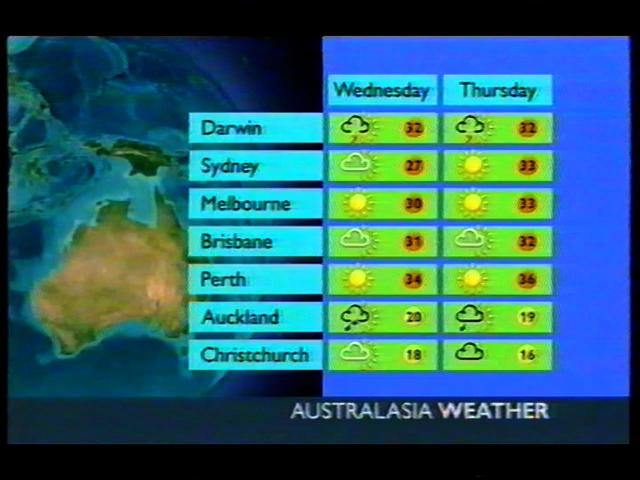 Wednesday Thursday
Darwin 32 32
Sydney 27 33
Melbourne 30 33
Brisbane 31 32
Perth 34 36
Auckland 20 19
Christchurch 18 16
AUSTRALASIA WEATHER